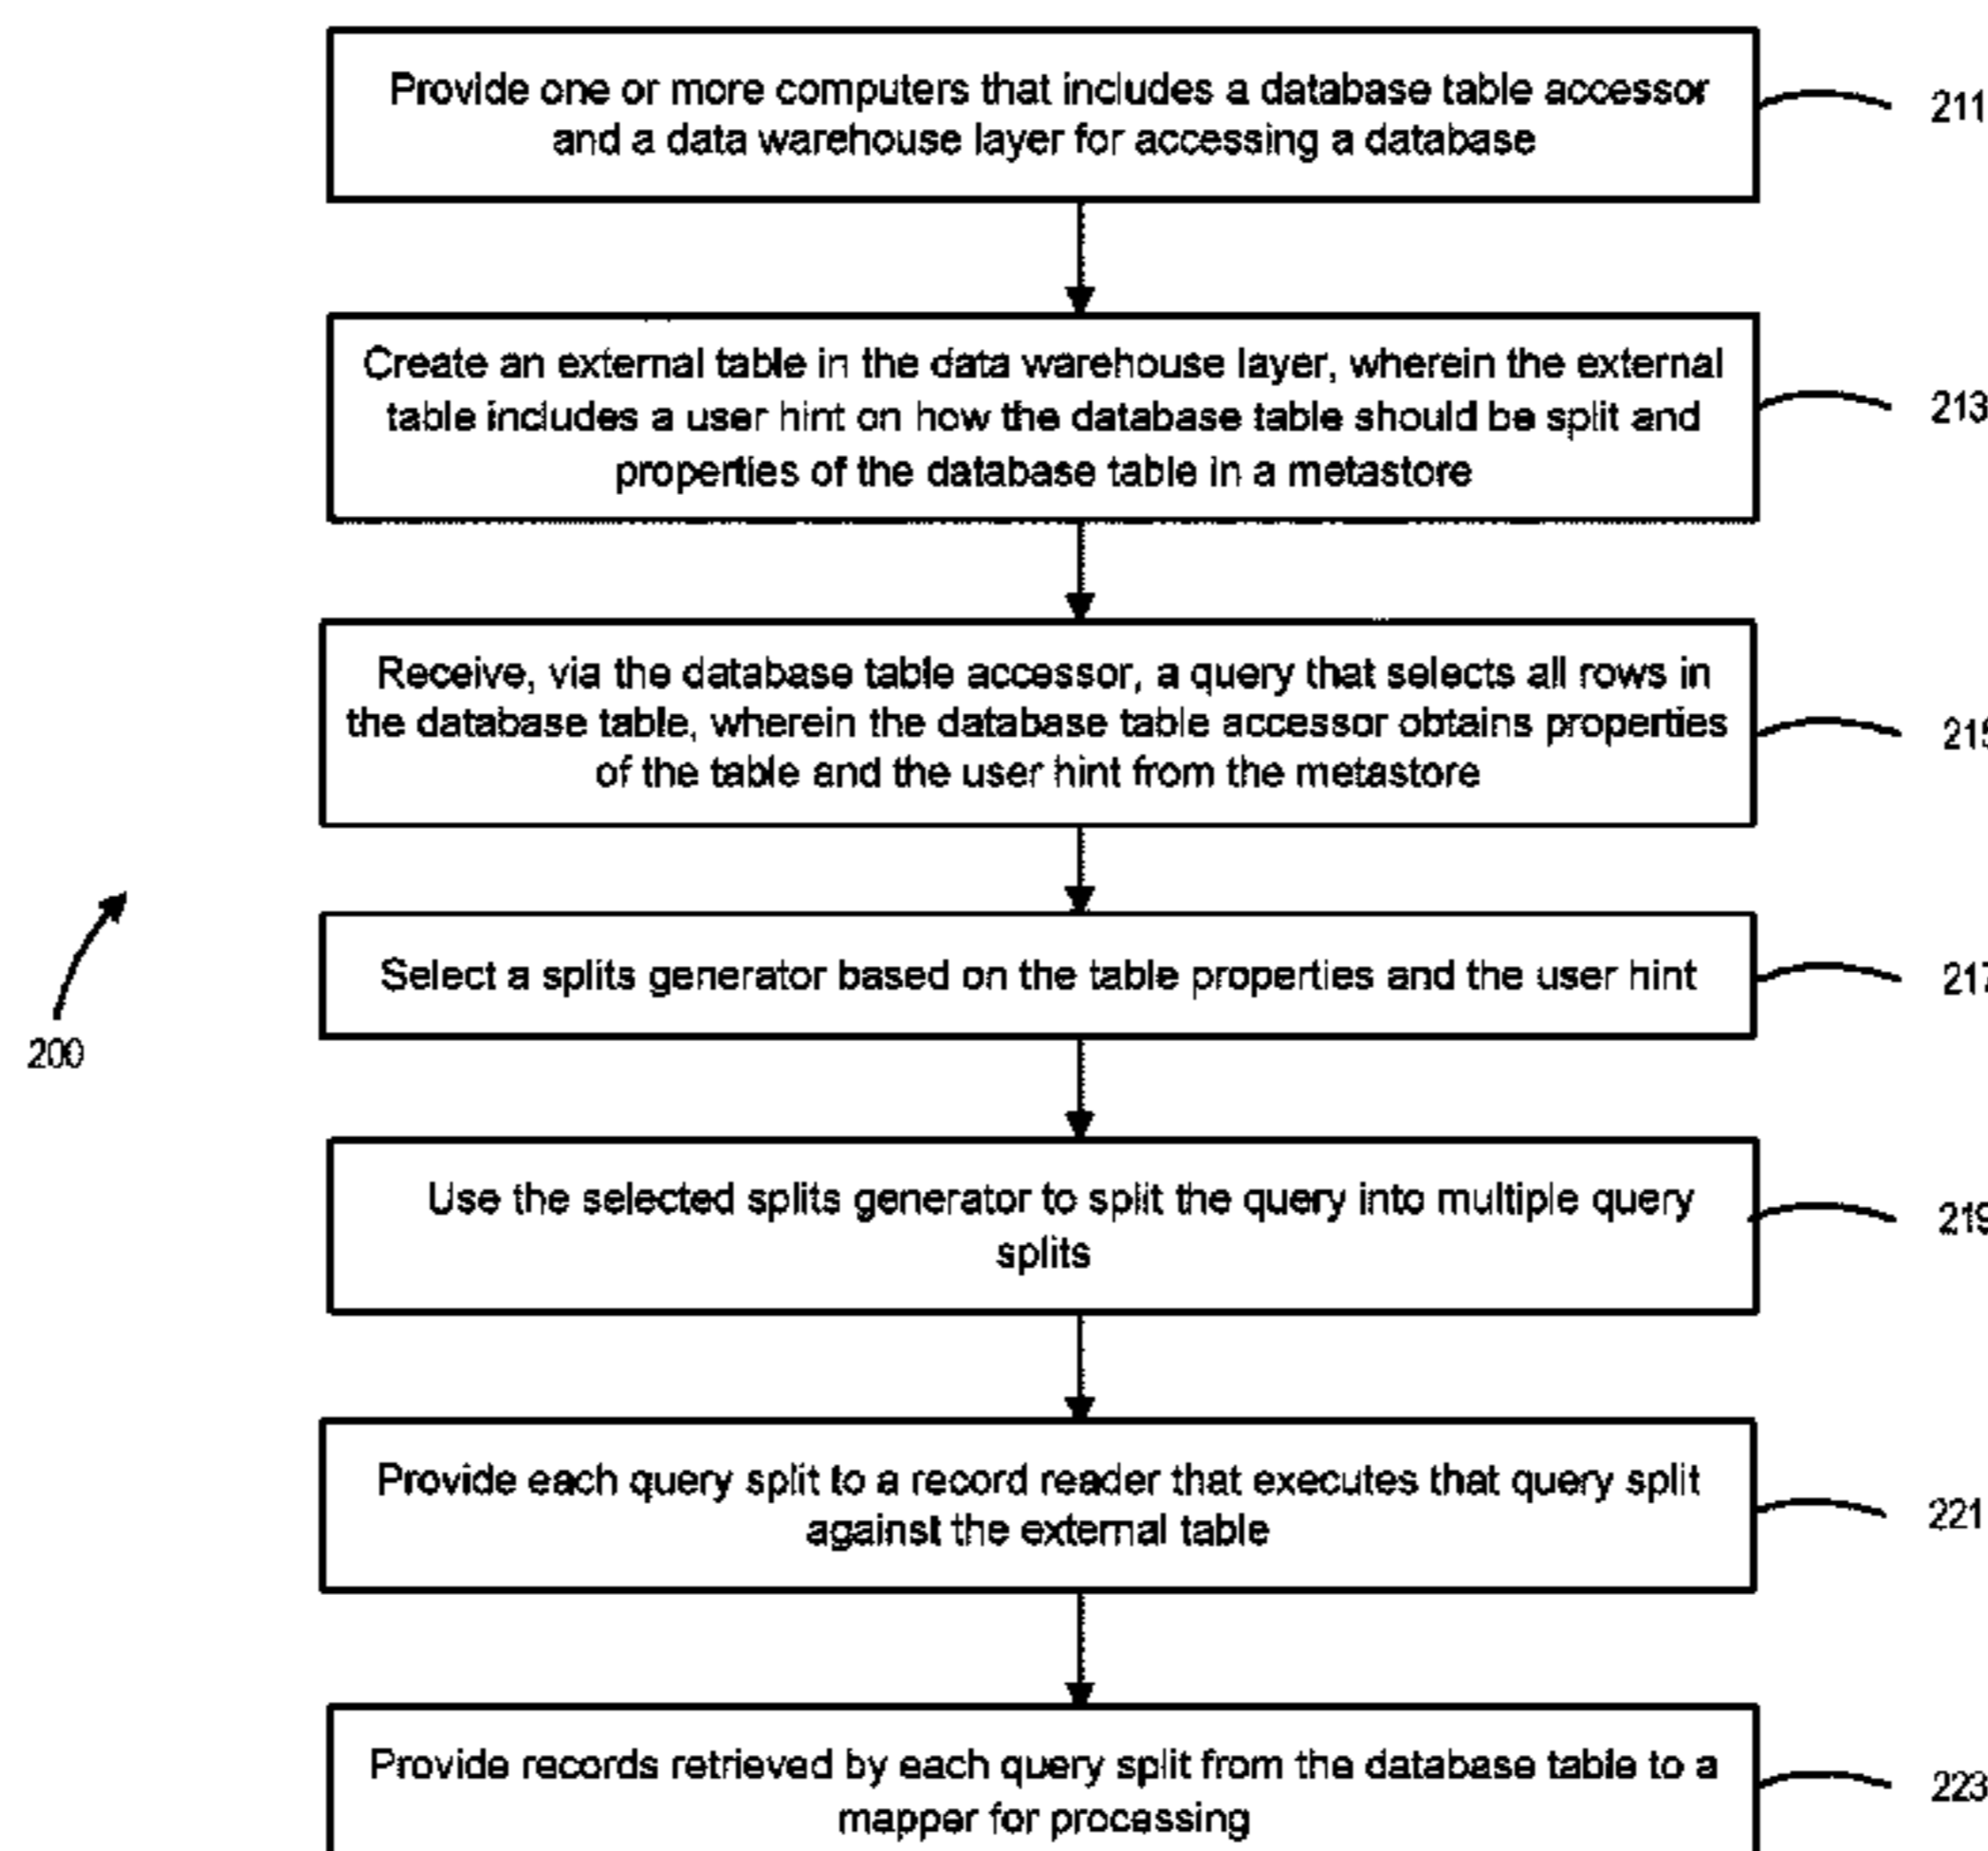 Provide one or more computers that includes a database table accessor
and a data warehouse layer for accessing a database
211
Create an external table in the data warehouse layer, wherein the external
table includes a user hint on how the database table should be split and
properties of the database table in a metastore
213
Receive, via the database table accessor, a query that selects all rows in
the database table, wherein the database table accessor obtains properties
of the table and the user hint from the metastore
215
Select a splits generator based on the table properties and the user hint
217
200
Use the selected splits generator to split the query into multiple query
splits
219
Provide each query split to a record reader that executes that query split
against the external table
221
Provide records retrieved by each query split from the database table to a
mapper for processing
223